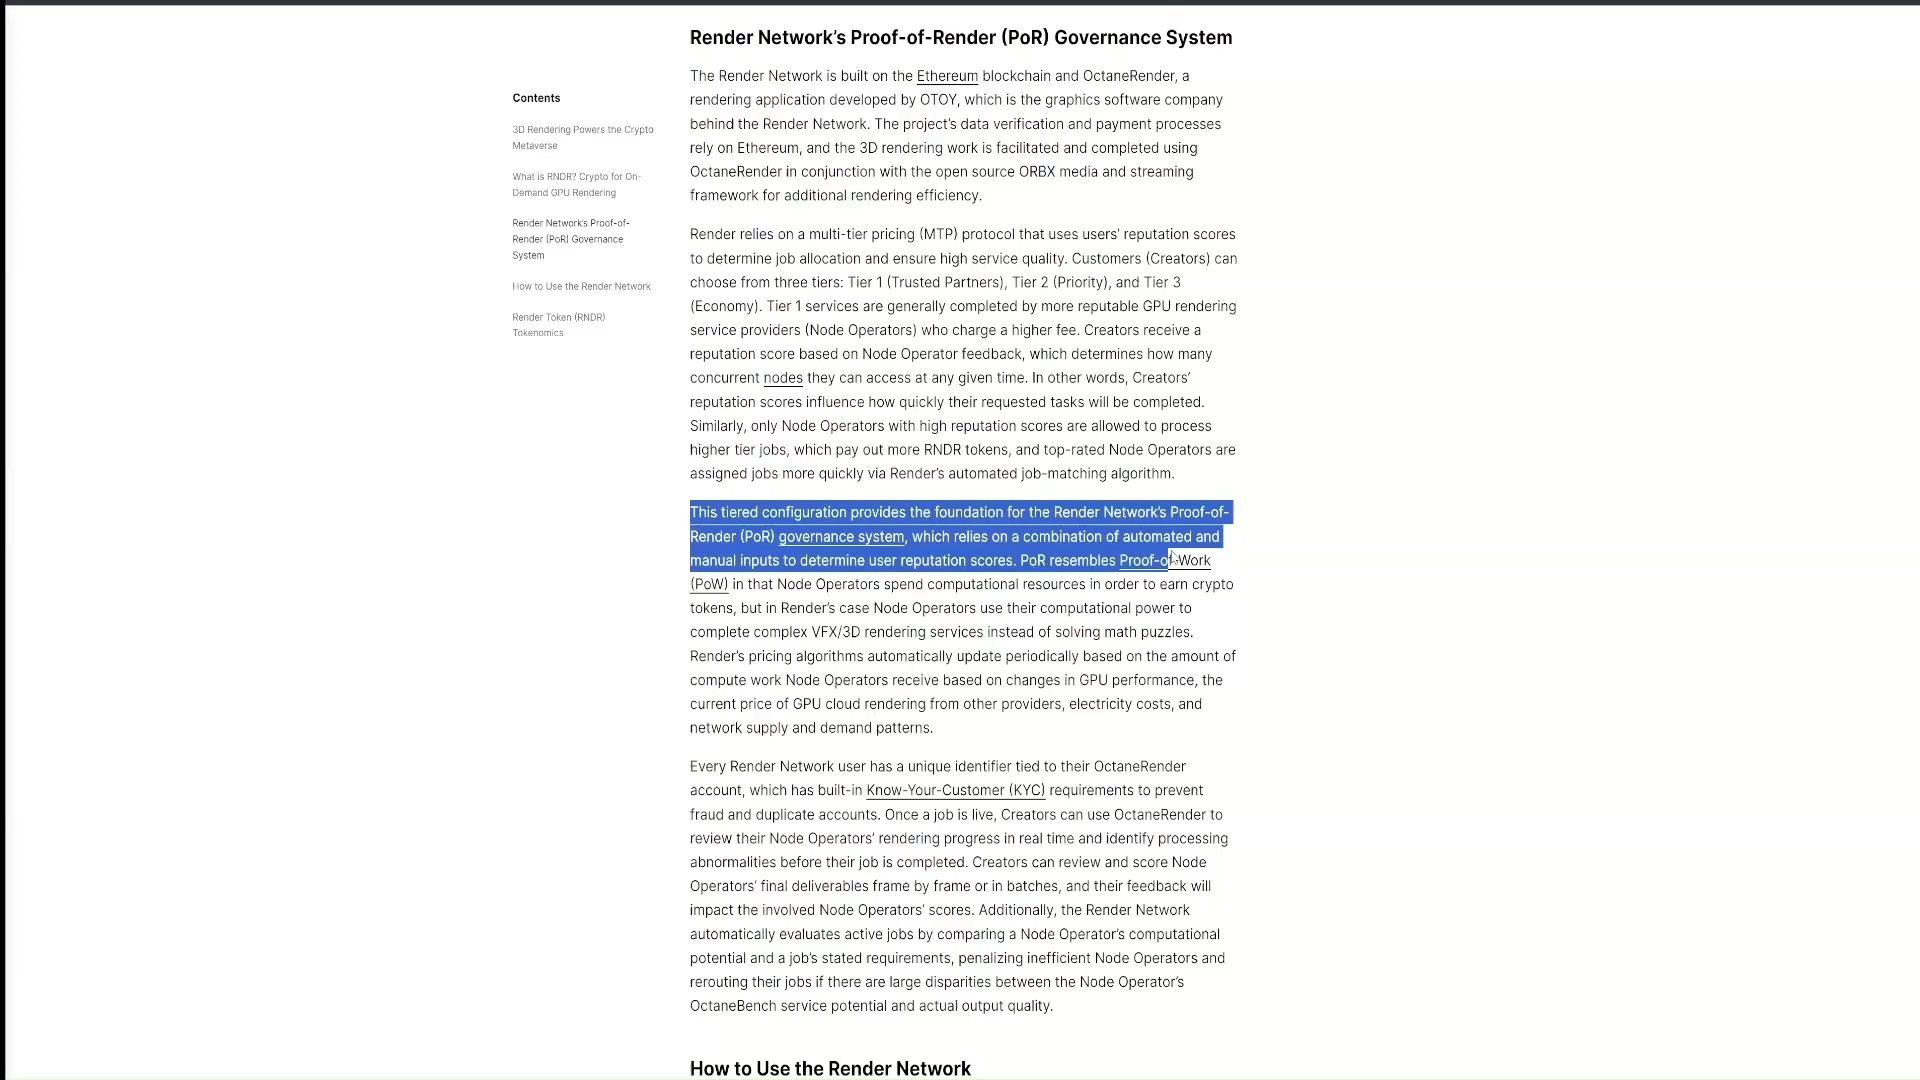 Render Network's Proof-of-Render (PoR) Governance System
The Render Network is built on the Ethereum blockchain and OctaneRender, a
rendering application developed by OTOY, which is the graphics software company
behind the Render Network. The project's data verification and payment processes
rely on Ethereum, and the 3D rendering work is facilitated and completed using
OctaneRender in conjunction with the open source ORBX media and streaming
framework for additional rendering efficiency.
Contents
3D Rendering Powers the Crypto
Metaverse
What is RNDR? Crypto for On-
Demand GPU Rendering
Render Network's Proof-of-
Render (PoR) Governance
System
How to Use the Render Network
Render Token (RNDR)
Tokenomics
Render relies on a multi-tier pricing (MTP) protocol that uses users' reputation scores
to determine job allocation and ensure high service quality. Customers (Creators) can
choose from three tiers: Tier 1 (Trusted Partners), Tier 2 (Priority), and Tier 3
(Economy). Tier 1 services are generally completed by more reputable GPU rendering
service providers (Node Operators) who charge a higher fee. Creators receive a
reputation score based on Node Operator feedback, which determines how many
concurrent nodes they can access at any given time. In other words, Creators'
reputation scores influence how quickly their requested tasks will be completed.
Similarly, only Node Operators with high reputation scores are allowed to process
higher tier jobs, which pay out more RNDR tokens, and top-rated Node Operators are
assigned jobs more quickly via Render's automated job-matching algorithm.
This tiered configuration provides the foundation for the Render Network's Proof-of-
Render (PoR) governance system, which relies on a combination of automated and
manual inputs to determine user reputation scores. PoR resembles Proof-of-Work
(PoW) in that Node Operators spend computational resources in order to earn crypto
tokens, but in Render's case Node Operators use their computational power to
complete complex VFX/3D rendering services instead of solving math puzzles.
Render's pricing algorithms automatically update periodically based on the amount of
compute work Node Operators receive based on changes in GPU performance, the
current price of GPU cloud rendering from other providers, electricity costs, and
network supply and demand patterns.
Every Render Network user has a unique identifier tied to their OctaneRender
account, which has built-in Know-Your-Customer (KYC) requirements to prevent
fraud and duplicate accounts. Once a job is live, Creators can use OctaneRender to
review their Node Operators' rendering progress in real time and identify processing
abnormalities before their job is completed. Creators can review and score Node
Operators' final deliverables frame by frame or in batches, and their feedback will
impact the involved Node Operators' scores. Additionally, the Render Network
automatically evaluates active jobs by comparing a Node Operator's computational
potential and a job's stated requirements, penalizing inefficient Node Operators and
rerouting their jobs if there are large disparities between the Node Operator's
OctaneBench service potential and actual output quality.
How to Use the Render Network